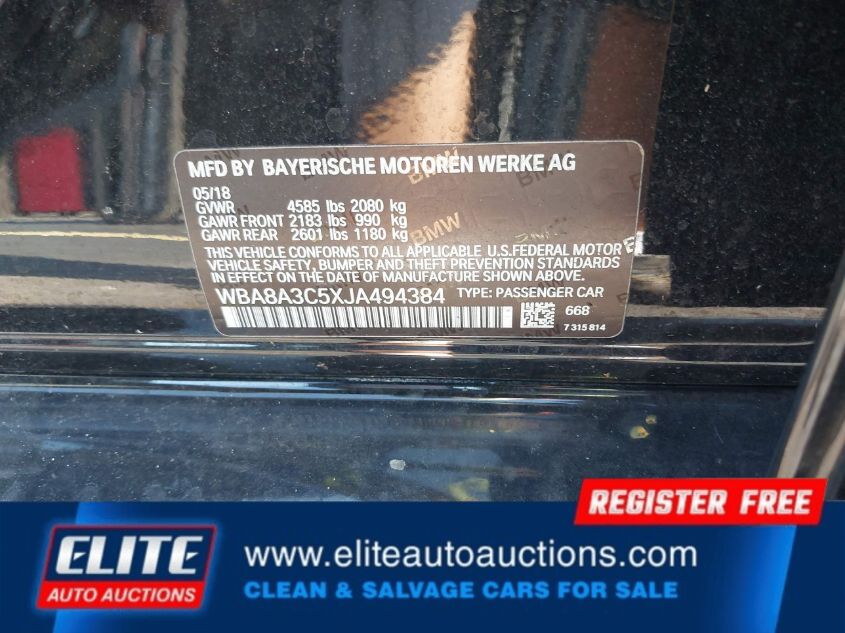 MFD BY BAYERISCHE MOTOREN WERKE AG
05/18
GVWR 4585 lbs 2080 kg
GAWR FRONT 2183 lbs 990 kg
GAWR REAR 2601 lbs 1180 kg
THIS VEHICLE CONFORMS TO ALL APPLICABLE U.S. FEDERAL MOTOR
VEHICLE SAFETY, BUMPER AND THEFT PREVENTION STANDARDS
IN EFFECT ON THE DATE OF MANUFACTURE SHOWN ABOVE.
WBA8A3C5XJA494384 TYPE: PASSENGER CAR
668
7 315 814
BMW
REGISTER FREE
ELITE
AUTO AUCTIONS
www.eliteautoauctions.com
CLEAN & SALVAGE CARS FOR SALE